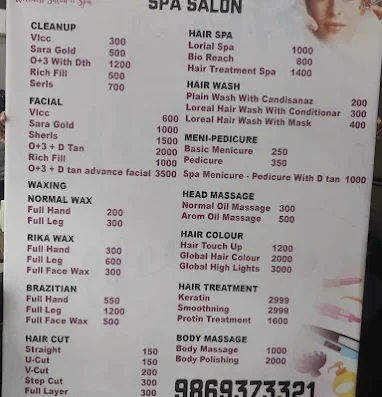 SPA SALON
CLEANUP
Vlcc 300
Sara Gold 500
O+3 With Dth 1200
Rich Fill 500
Serls 700
FACIAL
Vlcc 600
Sara Gold 1000
Sherls 1500
O+3 + D Tan 2000
Rich Fill 1000
O+3 + D tan advance facial 3500
WAXING
NORMAL WAX
Full Hand 200
Full Leg 300
RIKA WAX
Full Hand 300
Full Leg 600
Full Face Wax 300
BRAZITIAN
Full Hand 550
Full Leg 1200
Full Face Wax 500
HAIR CUT
Straight 150
U-Cut 150
V-Cut 200
Step Cut 300
Full Layer 300
HAIR SPA
Lorial Spa 1000
Bio Reach 800
Hair Treatment Spa 1400
HAIR WASH
Plain Wash With Candisanaz 200
Loreal Hair Wash With Conditionar 300
Loreal Hair Wash With Mask 400
MENI-PEDICURE
Basic Menicure 250
Pedicure 350
Spa Menicure - Pedicure With D tan 1000
HEAD MASSAGE
Normal Oil Massage 300
Arom Oil Massage 500
HAIR COLOUR
Hair Touch Up 1200
Global Hair Colour 2000
Global High Lights 3000
HAIR TREATMENT
Keratin 2999
Smoothning 2999
Protin Treatment 1600
BODY MASSAGE
Body Massage 1000
Body Polishing 2000
9869373321